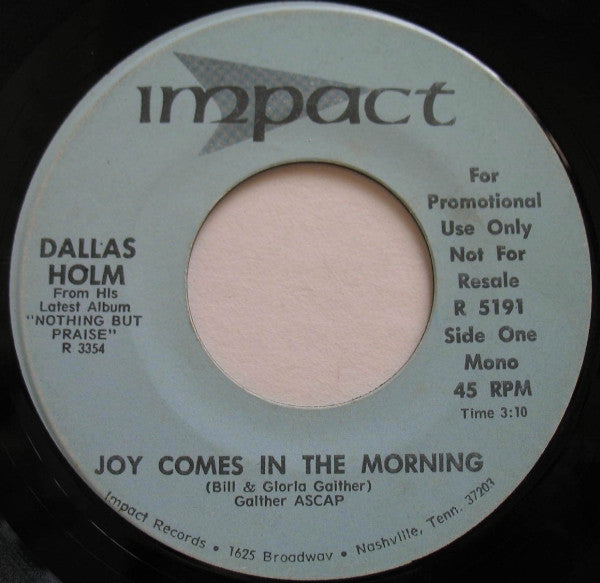 ımpact
DALLAS
HOLM
From His
Latest Album
"NOTHING BUT
PRAISE"
R 3354
For
Promotional
Use Only
Not For
Resale
R 5191
Side One
Mono
45 RPM
Time 3:10
JOY COMES IN THE MORNING
(Bill & Gloria Gaither)
Gaither ASCAP
Impact Records • 1625 Broadway • Nashville, Tenn. 37203